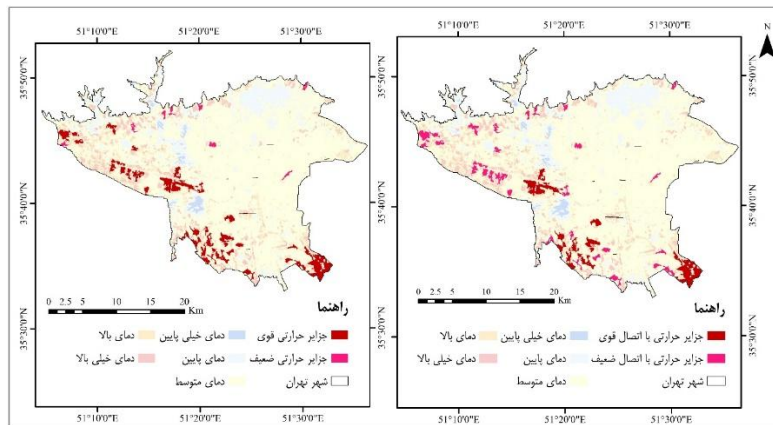 51°10'0"E 51°20'0"E 51°30'0"E
51°10'0"E 51°20'0"E 51°30'0"E
N
35°50'0"N
35°40'0"N
35°30'0"N
35°50'0"N
35°40'0"N
35°30'0"N
0 2.5 5 10 15 20
Km
راهنما
جزایر حرارتی قوی دمای خیلی پایین دمای بالا
جزایر حرارتی ضعیف دمای پایین دمای خیلی بالا
شهر تهران دمای متوسط
0 2.5 5 10 15 20
Km
راهنما
جزایر حرارتی با اتصال قوی دمای خیلی پایین دمای بالا
جزایر حرارتی با اتصال ضعیف دمای پایین دمای خیلی بالا
شهر تهران دمای متوسط
51°10'0"E 51°20'0"E 51°30'0"E
51°10'0"E 51°20'0"E 51°30'0"E